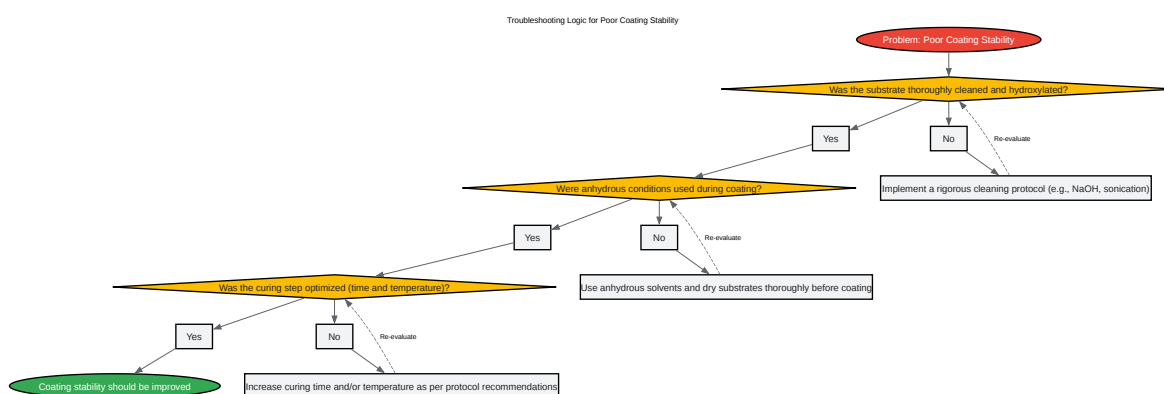 Troubleshooting Logic for Poor Coating Stability
Problem: Poor Coating Stability
Was the substrate thoroughly cleaned and hydroxylated?
Yes
No
Re-evaluate
Implement a rigorous cleaning protocol (e.g., NaOH, sonication)
Were anhydrous conditions used during coating?
Yes
No
Re-evaluate
Use anhydrous solvents and dry substrates thoroughly before coating
Was the curing step optimized (time and temperature)?
Yes
No
Re-evaluate
Coating stability should be improved
Increase curing time and/or temperature as per protocol recommendations